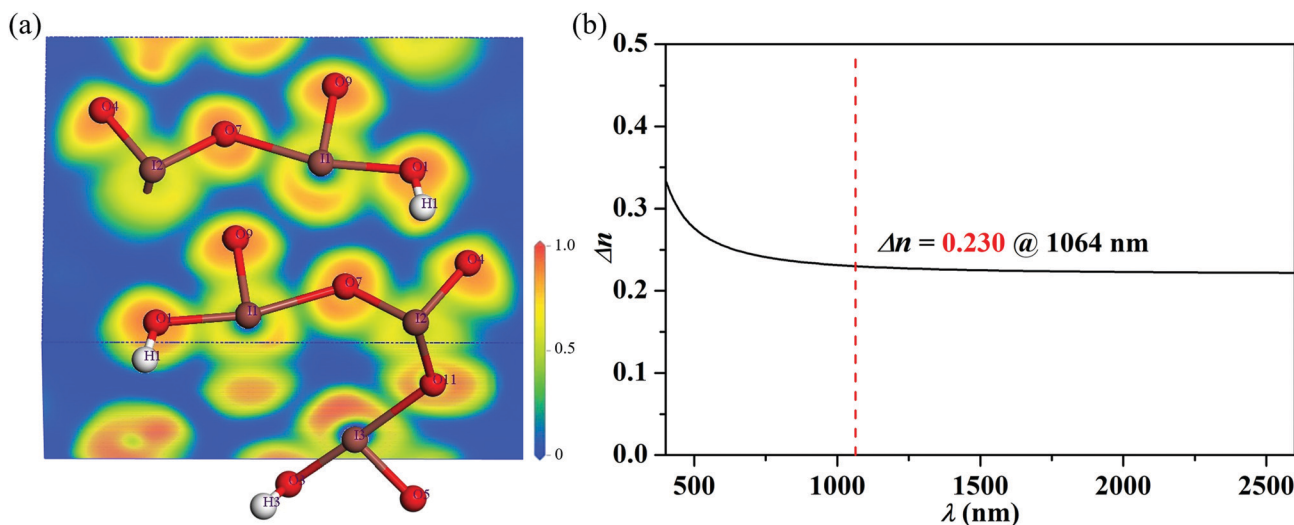 (a)
(b)
O4
O7
O9
I2
I1
O1
H1
O9
O7
O4
O1
I1
I2
H1
O11
I3
H3
O5
1.0
0.5
0
0.5
0.4
0.3
0.2
0.1
0.0
Δn
Δn = 0.230 @ 1064 nm
500 1000 1500 2000 2500
λ (nm)